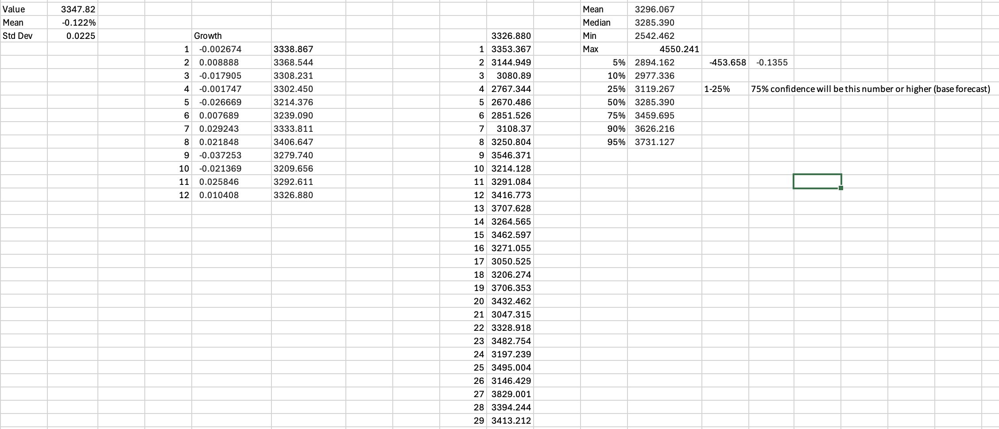 Value 3347.82 Mean 3296.067
Mean -0.122% Median 3285.390
Std Dev 0.0225 Growth 3326.880 Min 2542.462
1 -0.002674 3338.867 1 3353.367 Max 4550.241
2 0.008888 3368.544 2 3144.949 5% 2894.162 -453.658 -0.1355
3 -0.017905 3308.231 3 3080.89 10% 2977.336
4 -0.001747 3302.450 4 2767.344 25% 3119.267 1-25% 75% confidence will be this number or higher (base forecast)
5 -0.026669 3214.376 5 2670.486 50% 3285.390
6 0.007689 3239.090 6 2851.526 75% 3459.695
7 0.029243 3333.811 7 3108.37 90% 3626.216
8 0.021848 3406.647 8 3250.804 95% 3731.127
9 -0.037253 3279.740 9 3546.371
10 -0.021369 3209.656 10 3214.128
11 0.025846 3292.611 11 3291.084
12 0.010408 3326.880 12 3416.773
13 3707.628
14 3264.565
15 3462.597
16 3271.055
17 3050.525
18 3206.274
19 3706.353
20 3432.462
21 3047.315
22 3328.918
23 3482.754
24 3197.239
25 3495.004
26 3146.429
27 3829.001
28 3394.244
29 3413.212